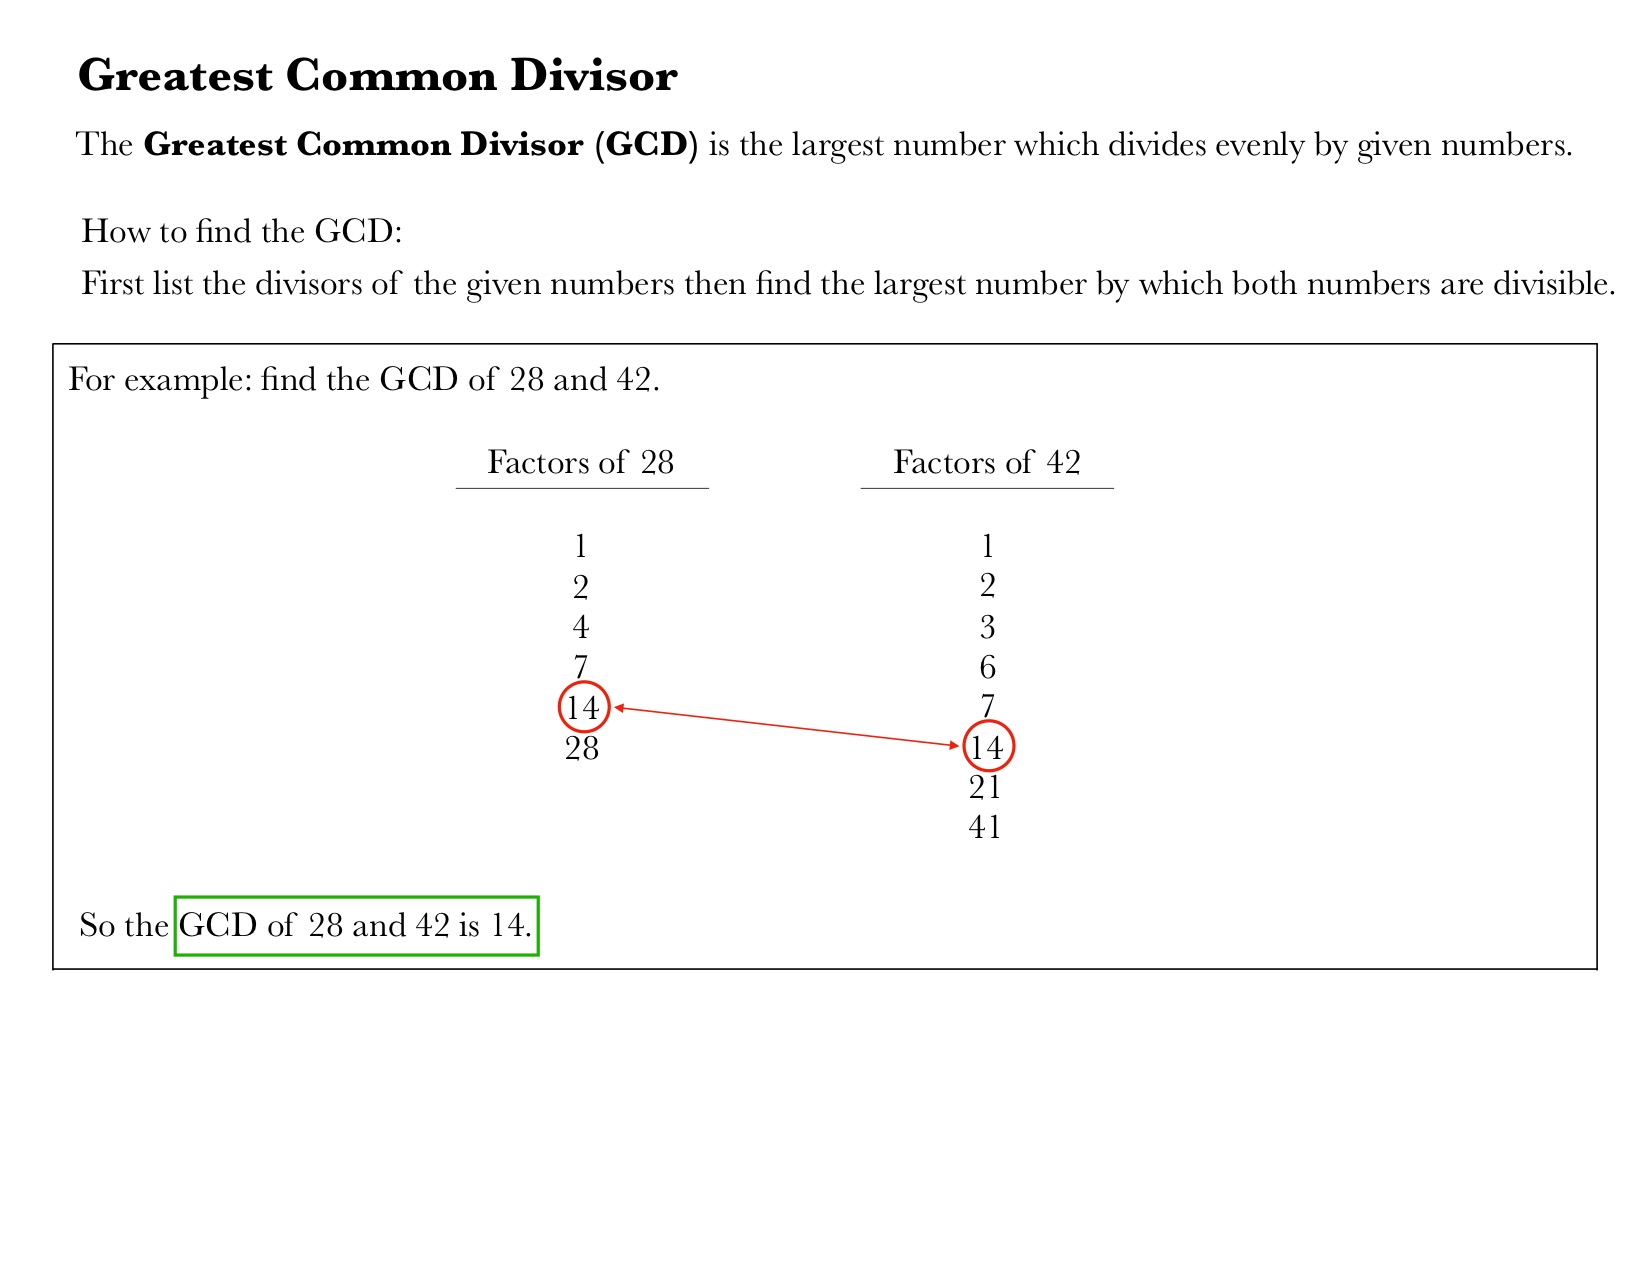 Greatest Common Divisor
The Greatest Common Divisor (GCD) is the largest number which divides evenly by given numbers.
How to find the GCD:
First list the divisors of the given numbers then find the largest number by which both numbers are divisible.
For example: find the GCD of 28 and 42.
Factors of 28
1
2
4
7
14
28
Factors of 42
1
2
3
6
7
14
21
41
So the GCD of 28 and 42 is 14.